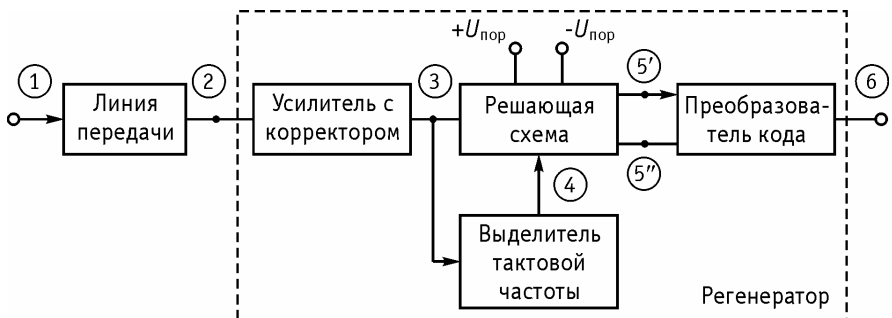 +Uпор
-Uпор
1
2
3
5′
6
Линия
передачи
Усилитель с
корректором
Решающая
схема
Преобразова-
тель кода
4
5″
Выделитель
тактовой
частоты
Регенератор